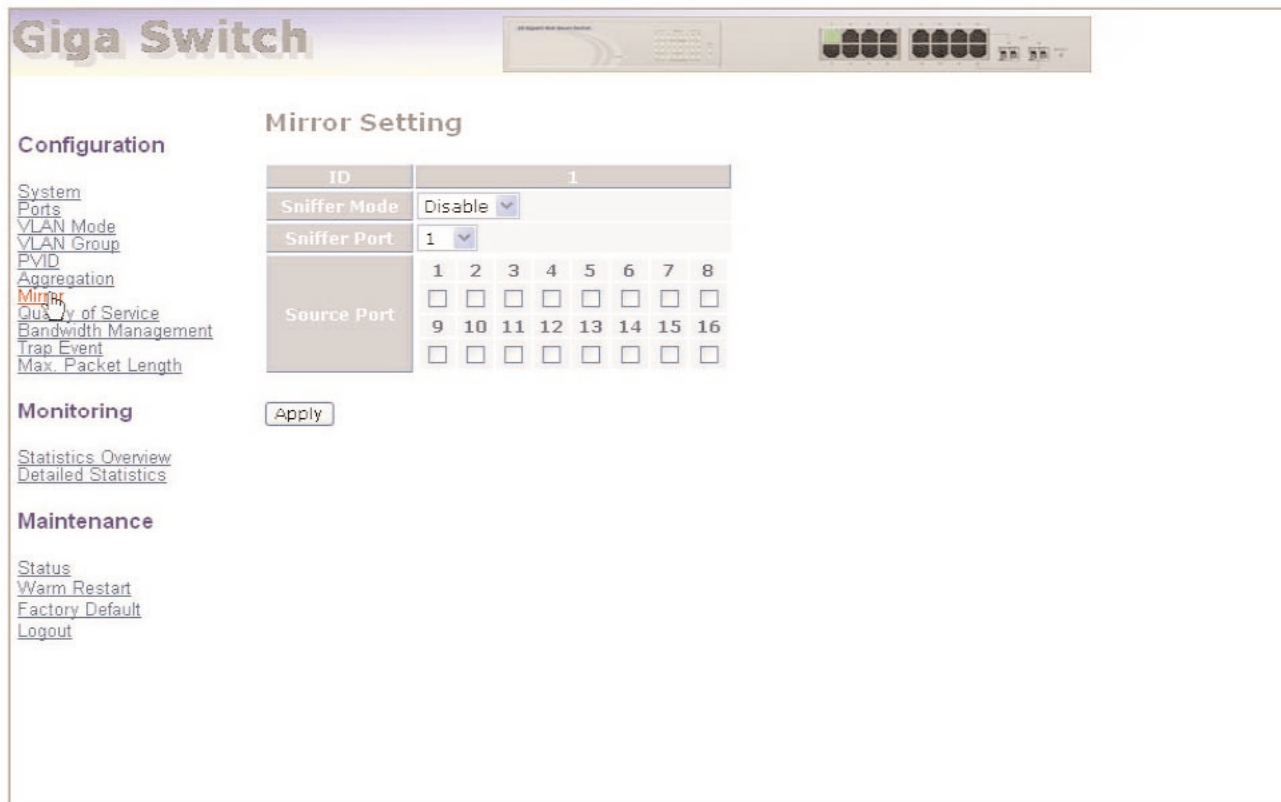 Giga Switch
Configuration
System
Ports
VLAN Mode
VLAN Group
PVID
Aggregation
Mirror
Quality of Service
Bandwidth Management
Trap Event
Max. Packet Length
Monitoring
Statistics Overview
Detailed Statistics
Maintenance
Status
Warm Restart
Factory Default
Logout
Mirror Setting
ID 1
Sniffer Mode Disable
Sniffer Port 1
Source Port
1 2 3 4 5 6 7 8
9 10 11 12 13 14 15 16
Apply